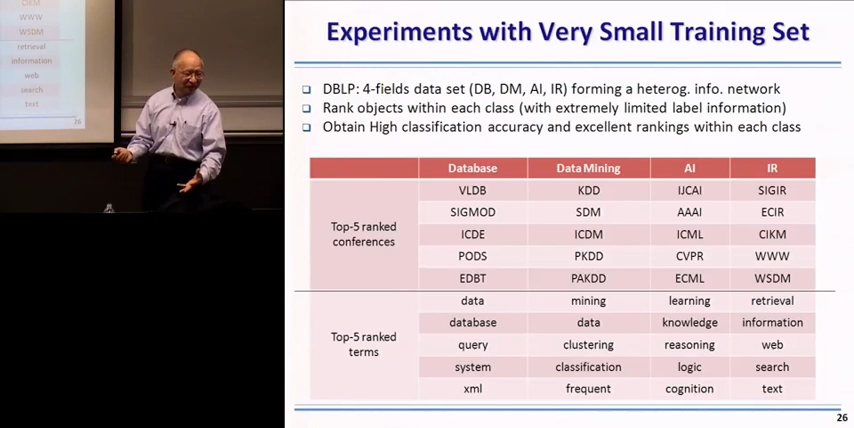 CIKM
WWW
WSDM
retrieval
information
web
search
text
26
Experiments with Very Small Training Set
DBLP: 4-fields data set (DB, DM, AI, IR) forming a heterog. info. network
Rank objects within each class (with extremely limited label information)
Obtain High classification accuracy and excellent rankings within each class
Database Data Mining AI IR
Top-5 ranked conferences
VLDB KDD IJCAI SIGIR
SIGMOD SDM AAAI ECIR
ICDE ICDM ICML CIKM
PODS PKDD CVPR WWW
EDBT PAKDD ECML WSDM
Top-5 ranked terms
data mining learning retrieval
database data knowledge information
query clustering reasoning web
system classification logic search
xml frequent cognition text
26